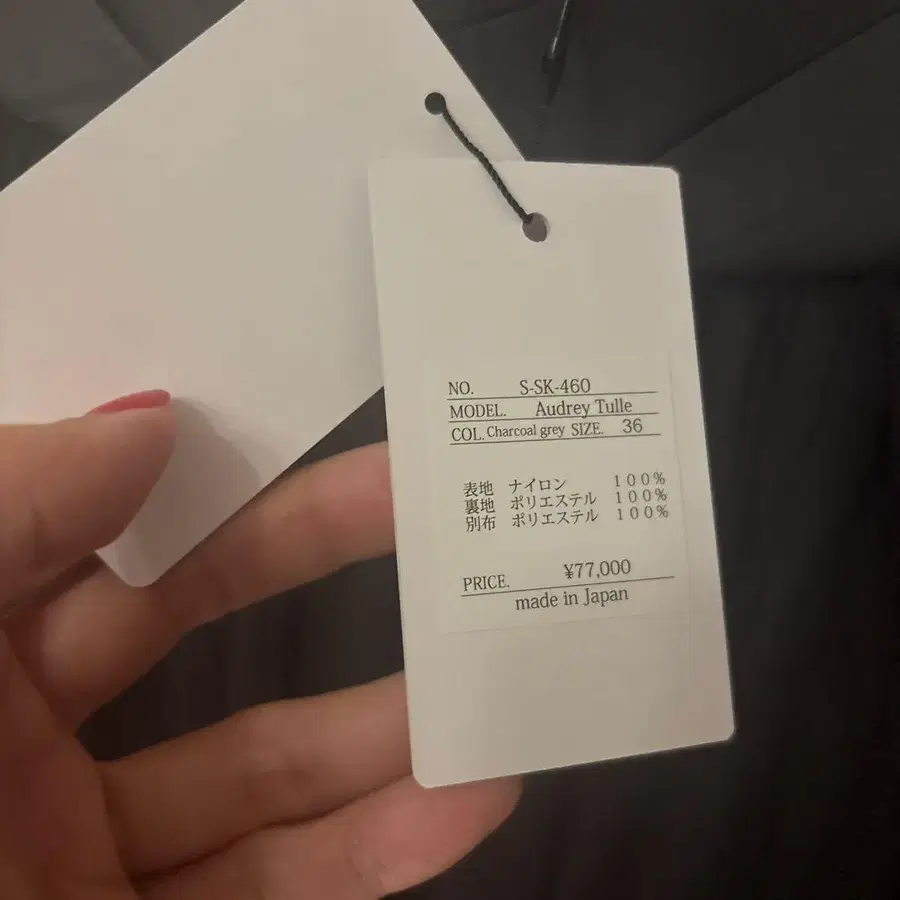 NO. S-SK-460
MODEL. Audrey Tulle
COL. Charcoal grey SIZE. 36
表地 ナイロン 100%
裏地 ポリエステル 100%
別布 ポリエステル 100%
PRICE. ¥77,000
made in Japan